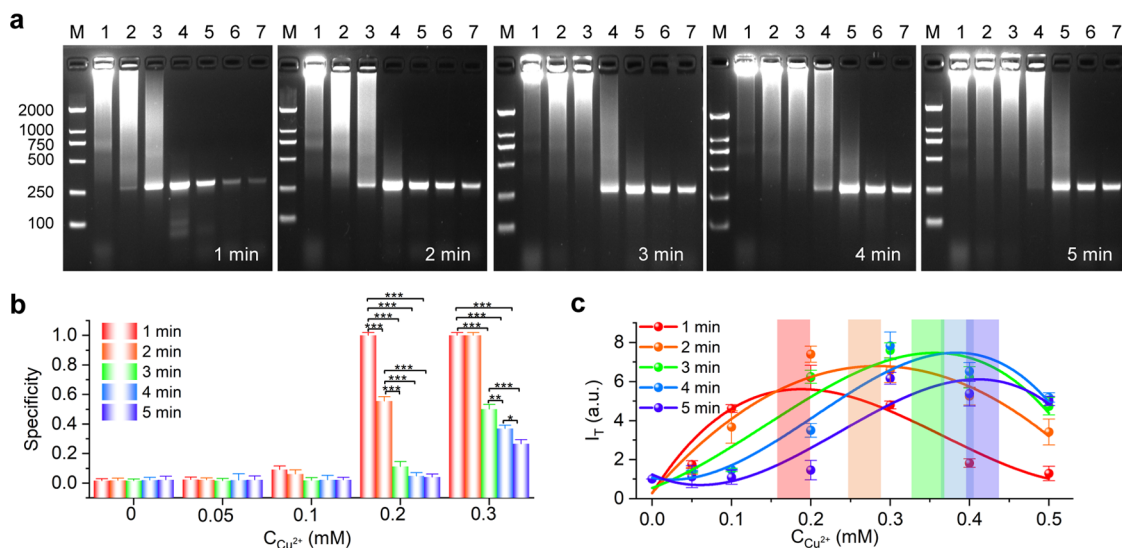 a
M 1 2 3 4 5 6 7 M 1 2 3 4 5 6 7 M 1 2 3 4 5 6 7 M 1 2 3 4 5 6 7 M 1 2 3 4 5 6 7
2000
1000
750
500
250
100
1 min 2 min 3 min 4 min 5 min
b
Specificity
1.0
0.8
0.6
0.4
0.2
0.0
1 min
2 min
3 min
4 min
5 min
***
***
***
***
***
***
***
***
***
***
***
**
*
0 0.05 0.1 0.2 0.3
C Cu²⁺ (mM)
c
I_T (a.u.)
8
6
4
2
0
1 min
2 min
3 min
4 min
5 min
0.0 0.1 0.2 0.3 0.4 0.5
C Cu²⁺ (mM)